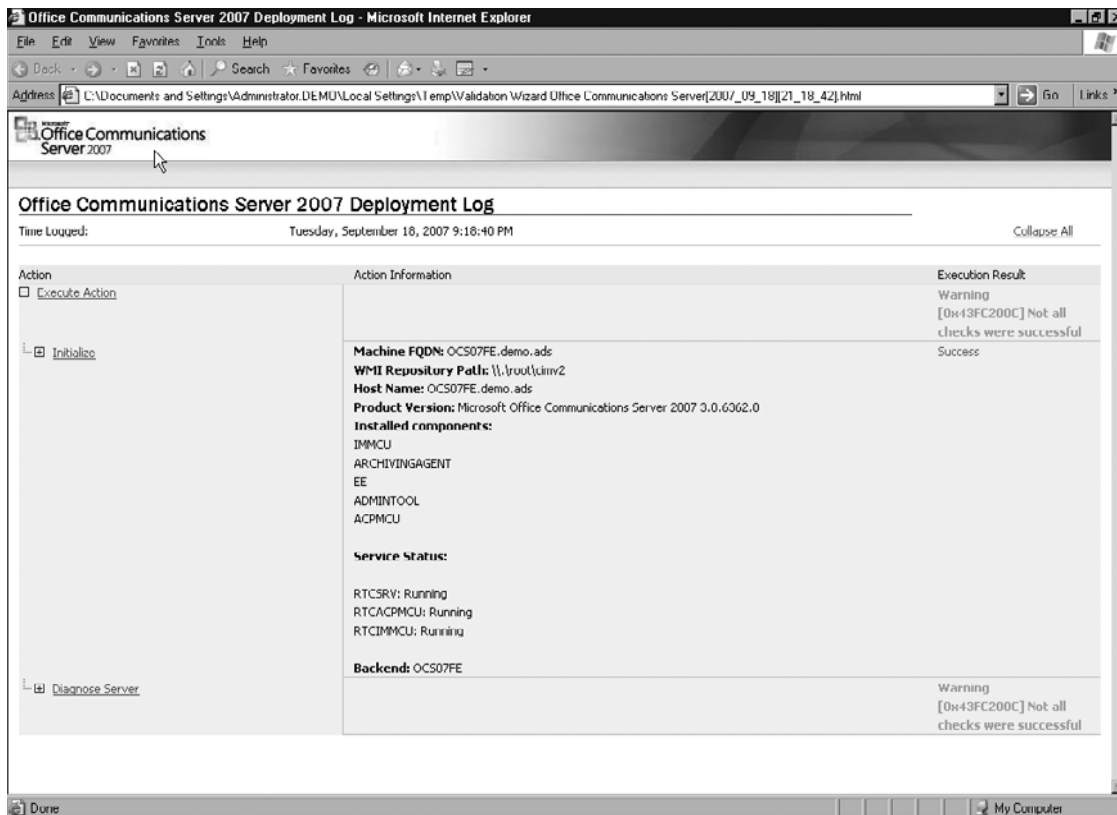 Office Communications Server 2007 Deployment Log - Microsoft Internet Explorer
File Edit View Favorites Tools Help
Back Search Favorites
Address C:\Documents and Settings\Administrator.DEMO\Local Settings\Temp\Validation Wizard Office Communications Server[2007_09_18][21_18_42].html Go Links »
Microsoft
Office Communications
Server 2007
Office Communications Server 2007 Deployment Log
Time Logged: Tuesday, September 18, 2007 9:18:40 PM Collapse All
Action Action Information Execution Result
Execute Action Warning
[0x43FC200C] Not all
checks were successful
Initialize Machine FQDN: OCS07FE.demo.ads Success
WMI Repository Path: \\.\root\cimv2
Host Name: OCS07FE.demo.ads
Product Version: Microsoft Office Communications Server 2007 3.0.6362.0
Installed components:
IMMCU
ARCHIVINGAGENT
EE
ADMINTOOL
ACPMCU
Service Status:
RTCSRV: Running
RTCACPMCU: Running
RTCIMMCU: Running
Backend: OCS07FE
Diagnose Server Warning
[0x43FC200C] Not all
checks were successful
Done My Computer